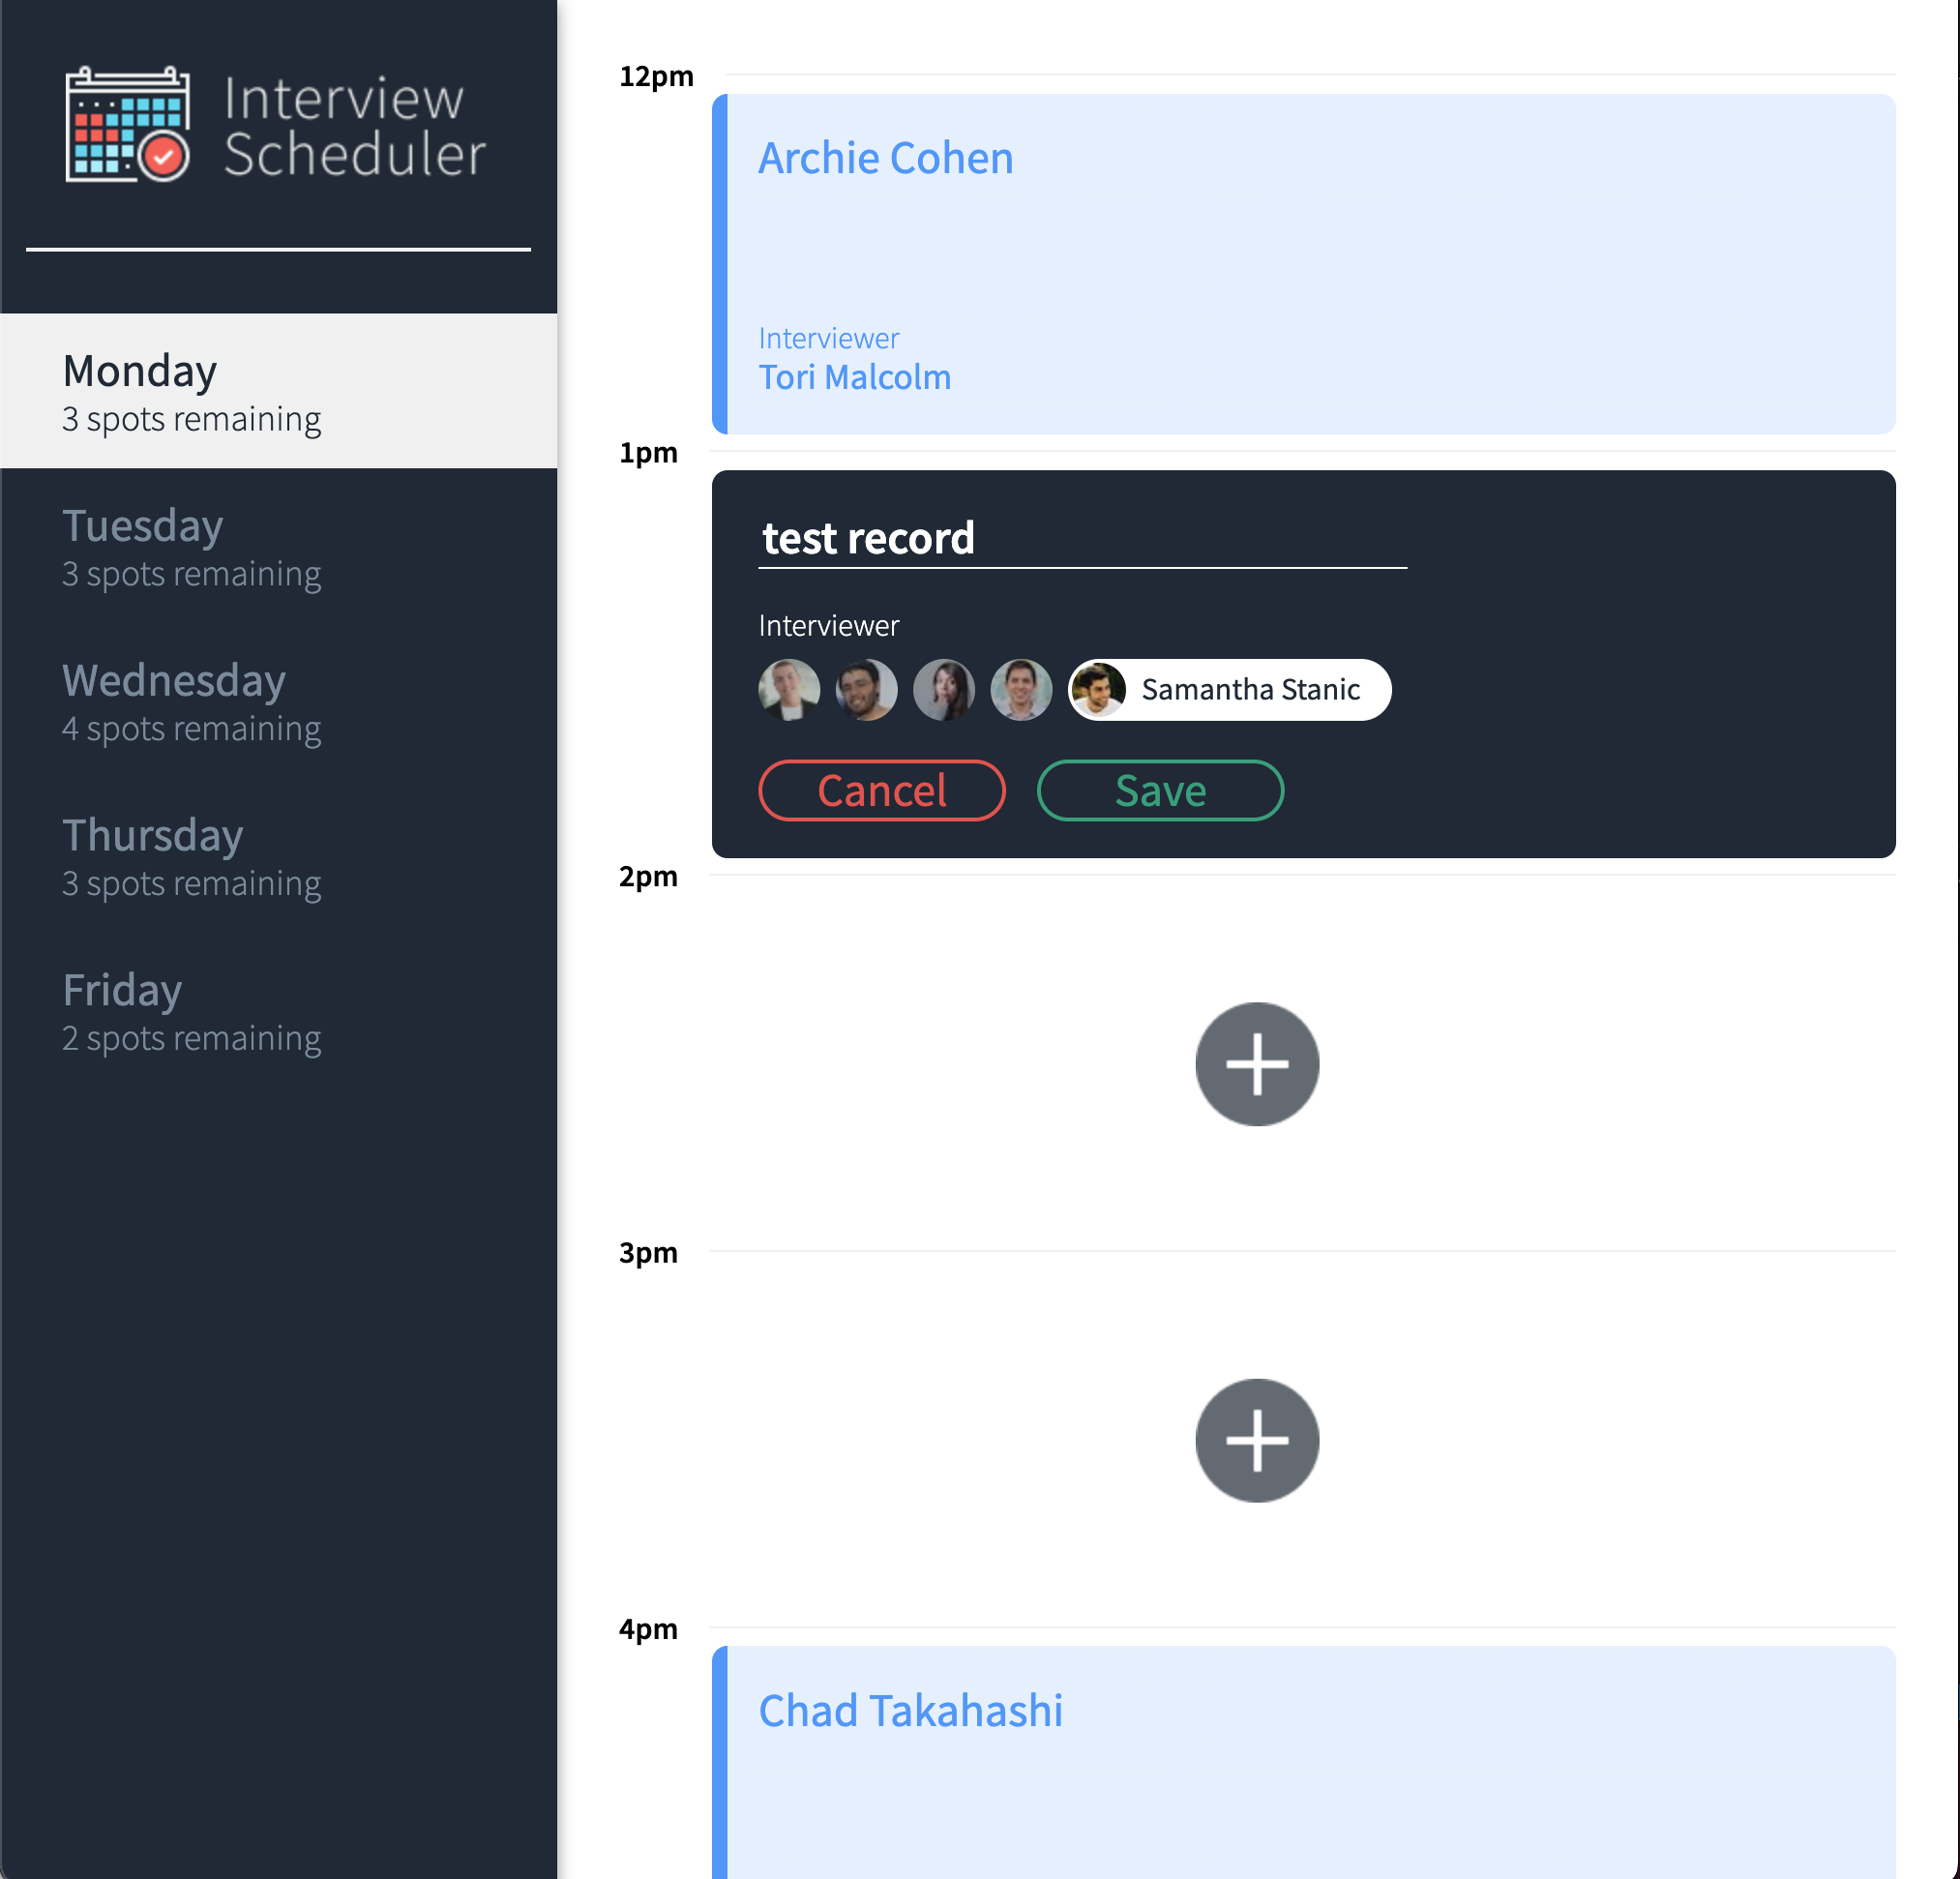 Interview
Scheduler
Monday
3 spots remaining
Tuesday
3 spots remaining
Wednesday
4 spots remaining
Thursday
3 spots remaining
Friday
2 spots remaining
12pm
Archie Cohen
Interviewer
Tori Malcolm
1pm
test record
Interviewer
Samantha Stanic
Cancel
Save
2pm
3pm
4pm
Chad Takahashi